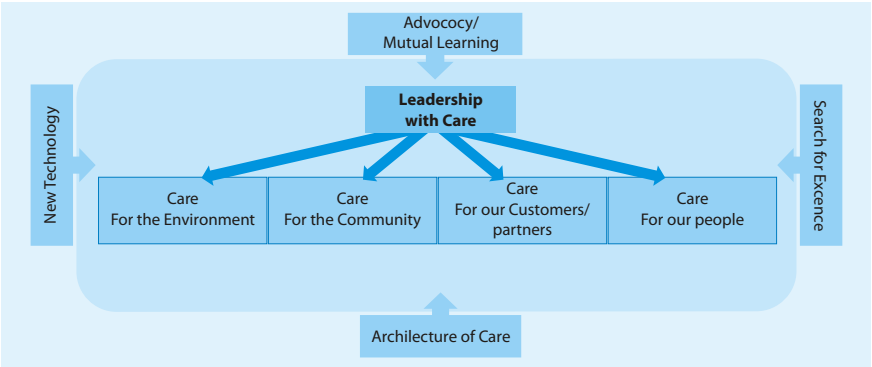 Advococy/
Mutual Learning
Leadership
with Care
New Technology
Search for Excence
Care
For the Environment
Care
For the Community
Care
For our Customers/
partners
Care
For our people
Archilecture of Care